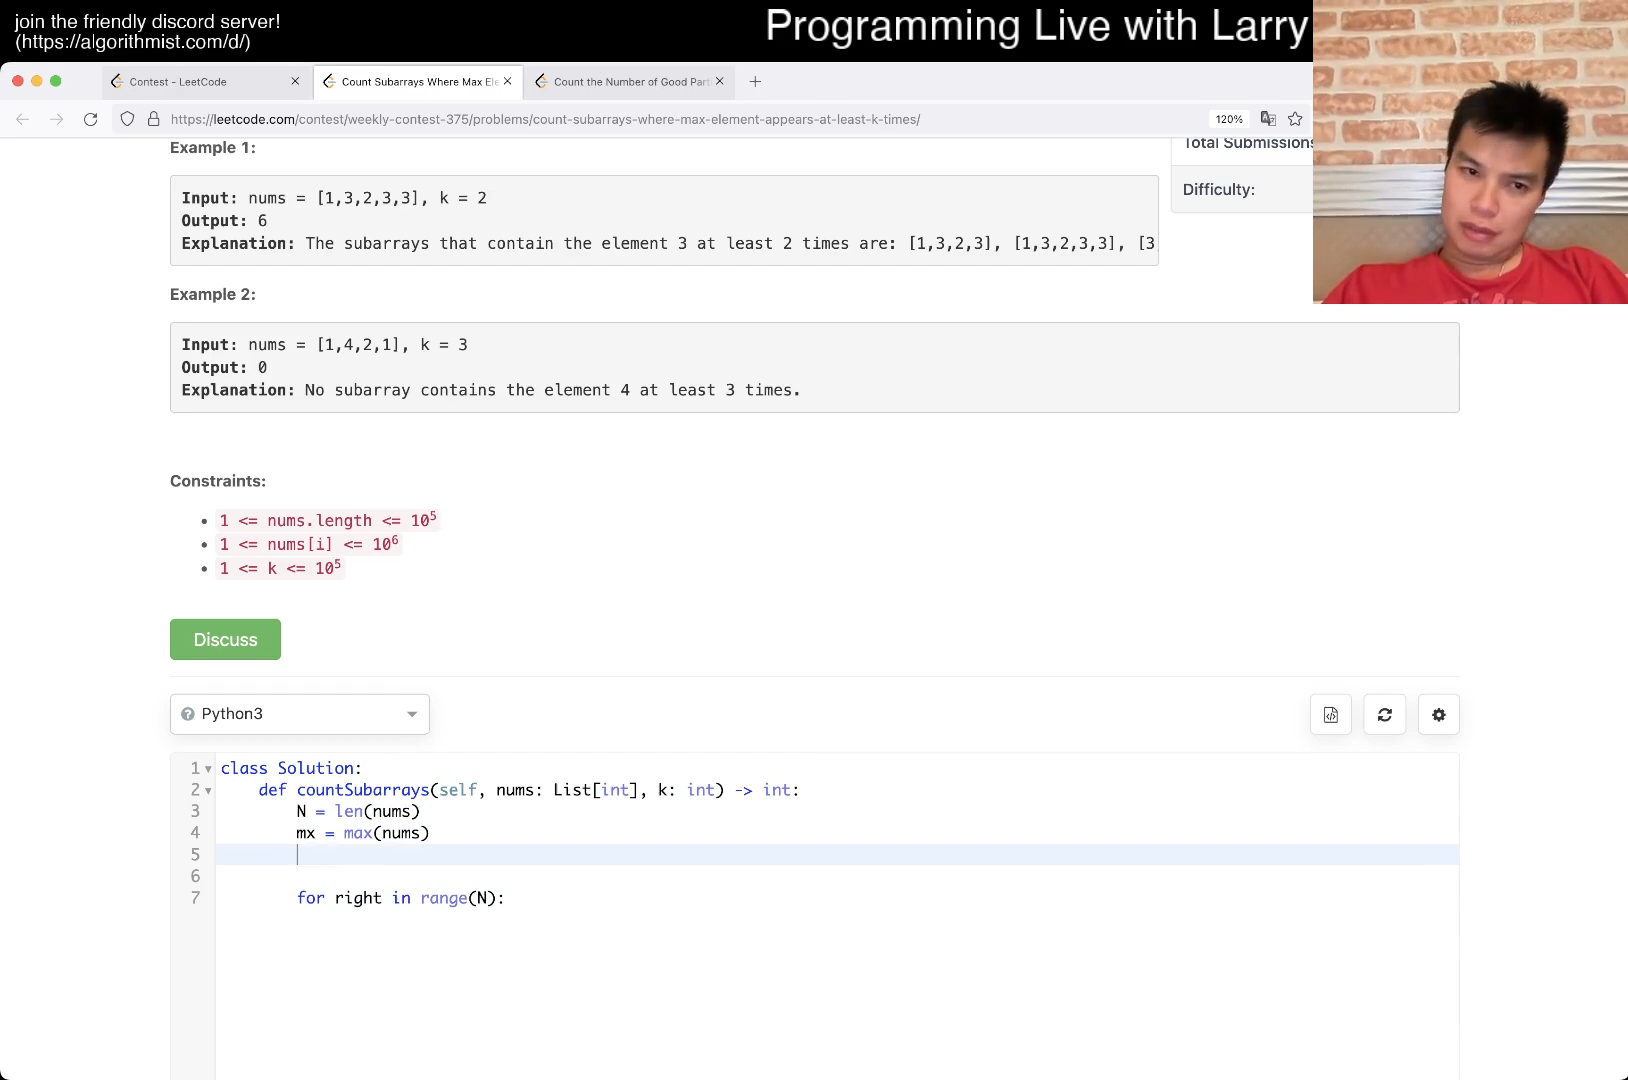 join the friendly discord server!
(https://algorithmist.com/d/)
Programming Live with Larry
Contest - LeetCode
Count Subarrays Where Max Ele
Count the Number of Good Part
https://leetcode.com/contest/weekly-contest-375/problems/count-subarrays-where-max-element-appears-at-least-k-times/
120%
Total Submissions
Difficulty:
Example 1:
Input: nums = [1,3,2,3,3], k = 2
Output: 6
Explanation: The subarrays that contain the element 3 at least 2 times are: [1,3,2,3], [1,3,2,3,3], [3
Example 2:
Input: nums = [1,4,2,1], k = 3
Output: 0
Explanation: No subarray contains the element 4 at least 3 times.
Constraints:
1 <= nums.length <= 10⁵
1 <= nums[i] <= 10⁶
1 <= k <= 10⁵
Discuss
Python3
1 class Solution:
2 def countSubarrays(self, nums: List[int], k: int) -> int:
3 N = len(nums)
4 mx = max(nums)
5
6
7 for right in range(N):